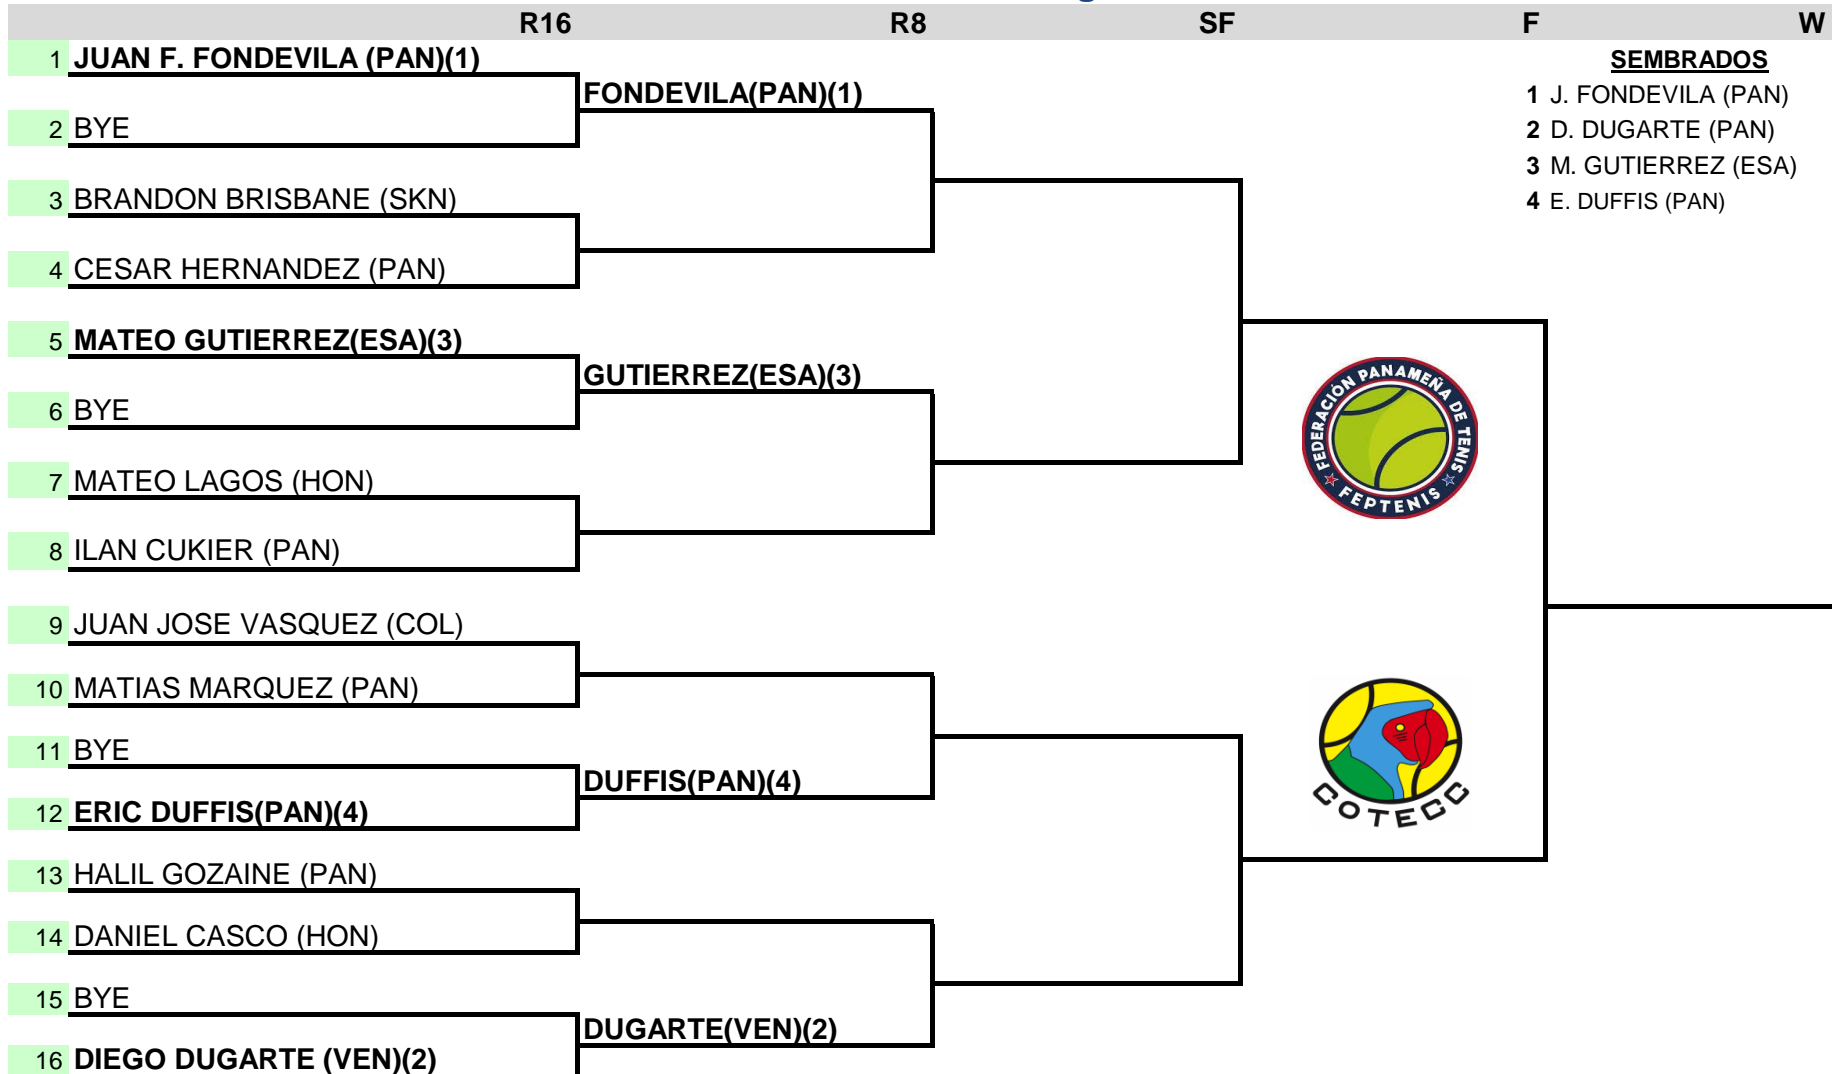 R16 R8 SF F W
1 JUAN F. FONDEVILA (PAN)(1)
SEMBRADOS
FONDEVILA(PAN)(1)
1 J. FONDEVILA (PAN)
2 BYE
2 D. DUGARTE (PAN)
3 M. GUTIERREZ (ESA)
3 BRANDON BRISBANE (SKN)
4 E. DUFFIS (PAN)
4 CESAR HERNANDEZ (PAN)
5 MATEO GUTIERREZ(ESA)(3)
GUTIERREZ(ESA)(3)
6 BYE
FEDERACIÓN PANAMEÑA DE TENIS
FEPTENIS
7 MATEO LAGOS (HON)
8 ILAN CUKIER (PAN)
9 JUAN JOSE VASQUEZ (COL)
10 MATIAS MARQUEZ (PAN)
11 BYE
DUFFIS(PAN)(4)
COTECC
12 ERIC DUFFIS(PAN)(4)
13 HALIL GOZAINE (PAN)
14 DANIEL CASCO (HON)
15 BYE
DUGARTE(VEN)(2)
16 DIEGO DUGARTE (VEN)(2)